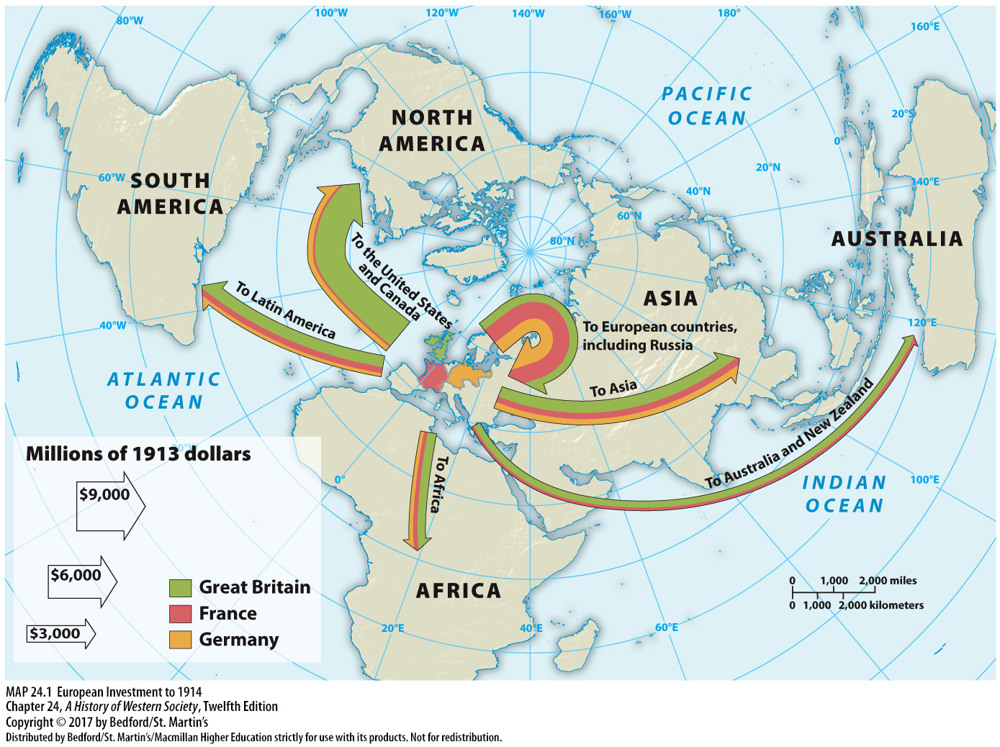 80°W
100°W
120°W
140°W
160°W
180°
160°E
PACIFIC
OCEAN
NORTH
AMERICA
20°S
0°
SOUTH
AMERICA
60°W
20°N
140°E
40°N
60°N
80°N
AUSTRALIA
To the United States
and Canada
To Latin America
ASIA
40°W
To European countries,
including Russia
120°E
ATLANTIC
OCEAN
To Asia
To Australia and New Zealand
20°W
To Africa
0°
INDIAN
OCEAN
100°E
Millions of 1913 dollars
$9,000
$6,000
$3,000
Great Britain
France
Germany
AFRICA
0 1,000 2,000 miles
0 1,000 2,000 kilometers
20°E
40°E
60°E
MAP 24.1 European Investment to 1914
Chapter 24, A History of Western Society, Twelfth Edition
Copyright © 2017 by Bedford/St. Martin's
Distributed by Bedford/St. Martin's/Macmillan Higher Education strictly for use with its products. Not for redistribution.